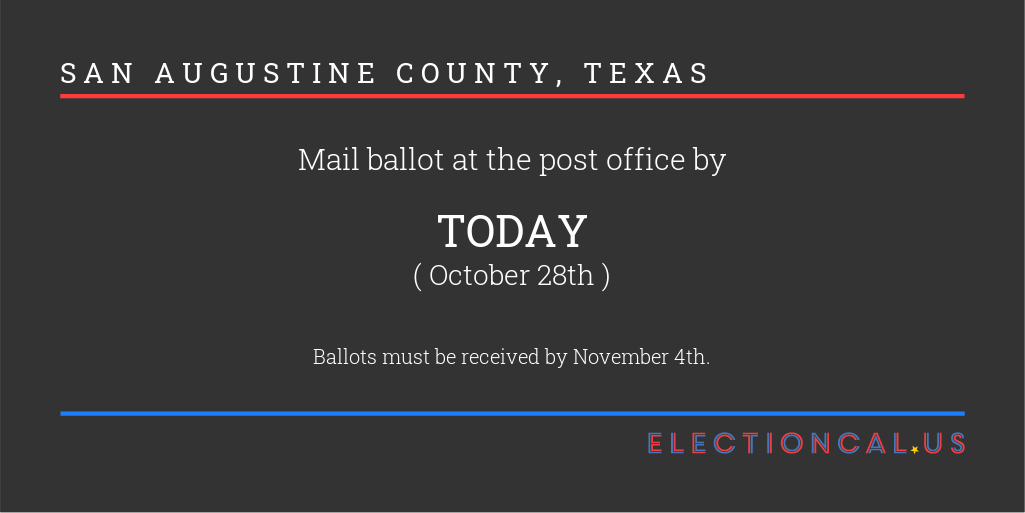 SAN AUGUSTINE COUNTY, TEXAS
Mail ballot at the post office by
TODAY
( October 28th )
Ballots must be received by November 4th.
ELECTIONCAL.US